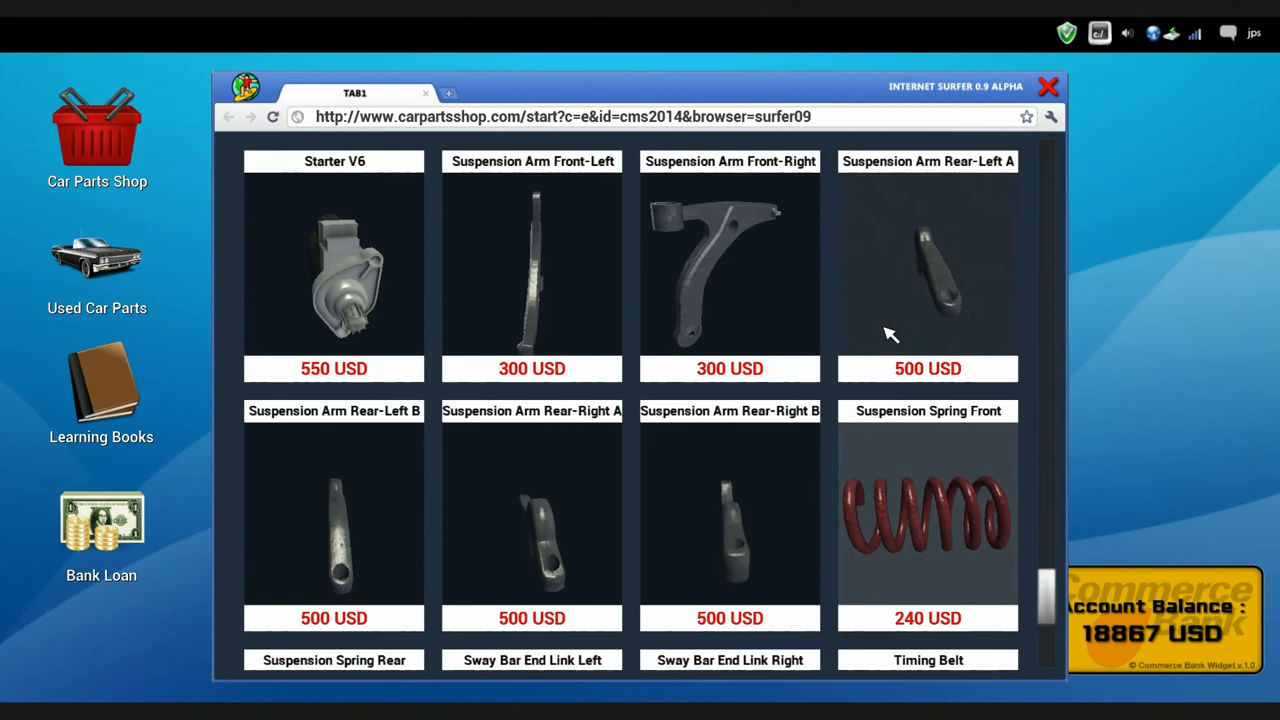 jps
INTERNET SURFER 0.9 ALPHA
TAB1
http://www.carpartsshop.com/start?c=e&id=cms2014&browser=surfer09
Car Parts Shop
Used Car Parts
Learning Books
Bank Loan
Starter V6
Suspension Arm Front-Left
Suspension Arm Front-Right
Suspension Arm Rear-Left A
550 USD
300 USD
300 USD
500 USD
Suspension Arm Rear-Left B
Suspension Arm Rear-Right A
Suspension Arm Rear-Right B
Suspension Spring Front
500 USD
500 USD
500 USD
240 USD
Suspension Spring Rear
Sway Bar End Link Left
Sway Bar End Link Right
Timing Belt
Commerce
Bank
Account Balance :
18867 USD
© Commerce Bank Widget v.1.0